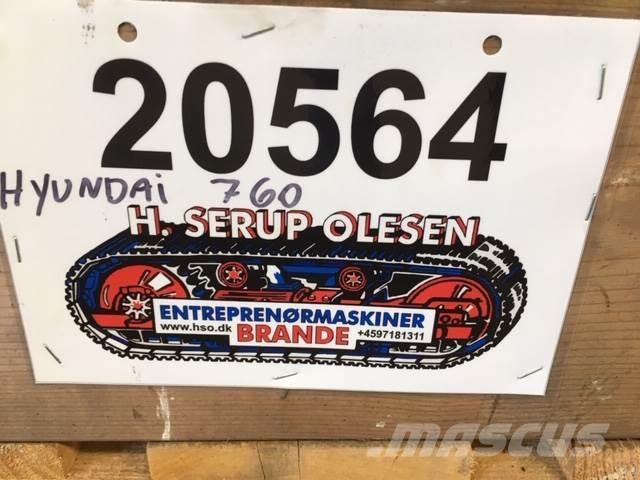 20564
HYUNDAi 760
H. SERUP OLESEN
ENTREPRENØRMASKINER
www.hso.dk BRANDE +4597181311
mascus